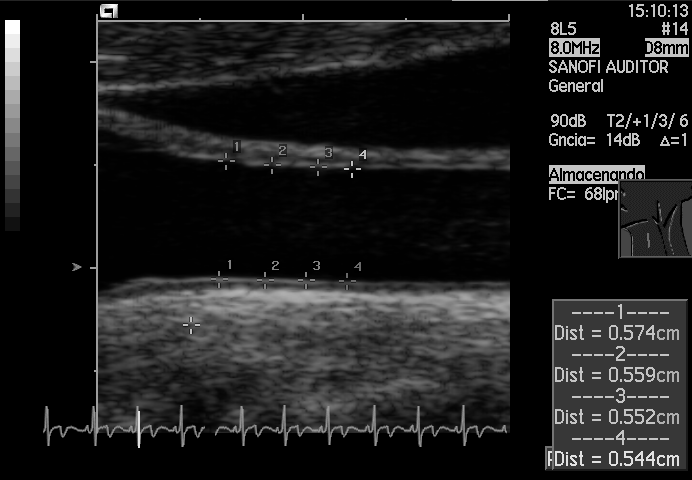 15:10:13
8L5 #14
8.0MHz D8mm
SANOFI AUDITOR
General
90dB T2/+1/3/ 6
Gncia= 14dB Δ=1
Almacenando
FC= 68lpm
1 2 3 4
1 2 3 4
----1----
Dist = 0.574cm
----2----
Dist = 0.559cm
----3----
Dist = 0.552cm
----4----
Dist = 0.544cm